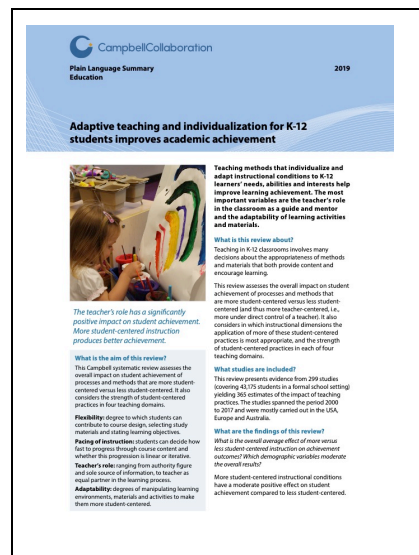 CampbellCollaboration
Plain Language Summary
Education
2019
Adaptive teaching and individualization for K-12
students improves academic achievement
The teacher's role has a significantly
positive impact on student achievement.
More student-centered instruction
produces better achievement.
What is the aim of this review?
This Campbell systematic review assesses the
overall impact on student achievement of
processes and methods that are more student-
centered versus less student-centered. It also
considers the strength of student-centered
practices in four teaching domains.
Flexibility: degree to which students can
contribute to course design, selecting study
materials and stating learning objectives.
Pacing of instruction: students can decide how
fast to progress through course content and
whether this progression is linear or iterative.
Teacher's role: ranging from authority figure
and sole source of information, to teacher as
equal partner in the learning process.
Adaptability: degrees of manipulating learning
environments, materials and activities to make
them more student-centered.
Teaching methods that individualize and
adapt instructional conditions to K-12
learners' needs, abilities and interests help
improve learning achievement. The most
important variables are the teacher's role
in the classroom as a guide and mentor
and the adaptability of learning activities
and materials.
What is this review about?
Teaching in K-12 classrooms involves many
decisions about the appropriateness of methods
and materials that both provide content and
encourage learning.
This review assesses the overall impact on student
achievement of processes and methods that
are more student-centered versus less student-
centered (and thus more teacher-centered, i.e.,
more under direct control of a teacher). It also
considers in which instructional dimensions the
application of more of these student-centered
practices is most appropriate, and the strength
of student-centered practices in each of four
teaching domains.
What studies are included?
This review presents evidence from 299 studies
(covering 43,175 students in a formal school setting)
yielding 365 estimates of the impact of teaching
practices. The studies spanned the period 2000
to 2017 and were mostly carried out in the USA,
Europe and Australia.
What are the findings of this review?
What is the overall average effect of more versus
less student-centered instruction on achievement
outcomes? Which demographic variables moderate
the overall results?
More student-centered instructional conditions
have a moderate positive effect on student
achievement compared to less student-centered.